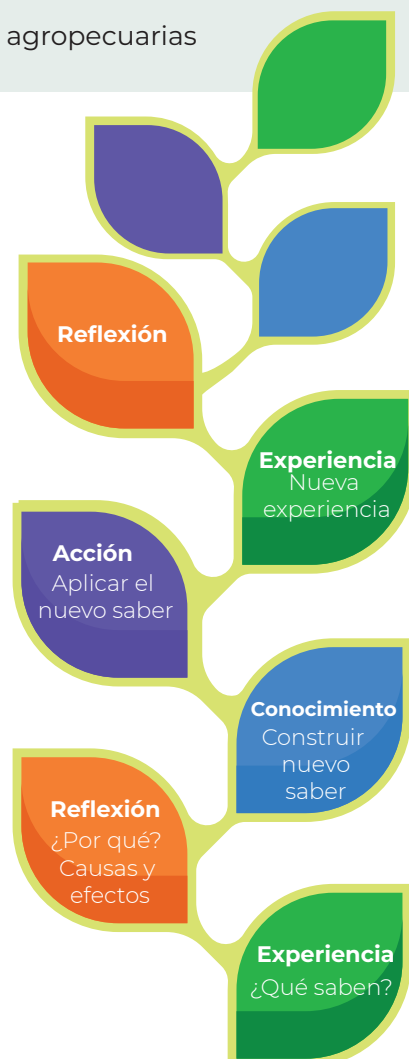 agropecuarias
Reflexión
Experiencia
Nueva
experiencia
Acción
Aplicar el
nuevo saber
Conocimiento
Construir
nuevo
saber
Reflexión
¿Por qué?
Causas y
efectos
Experiencia
¿Qué saben?